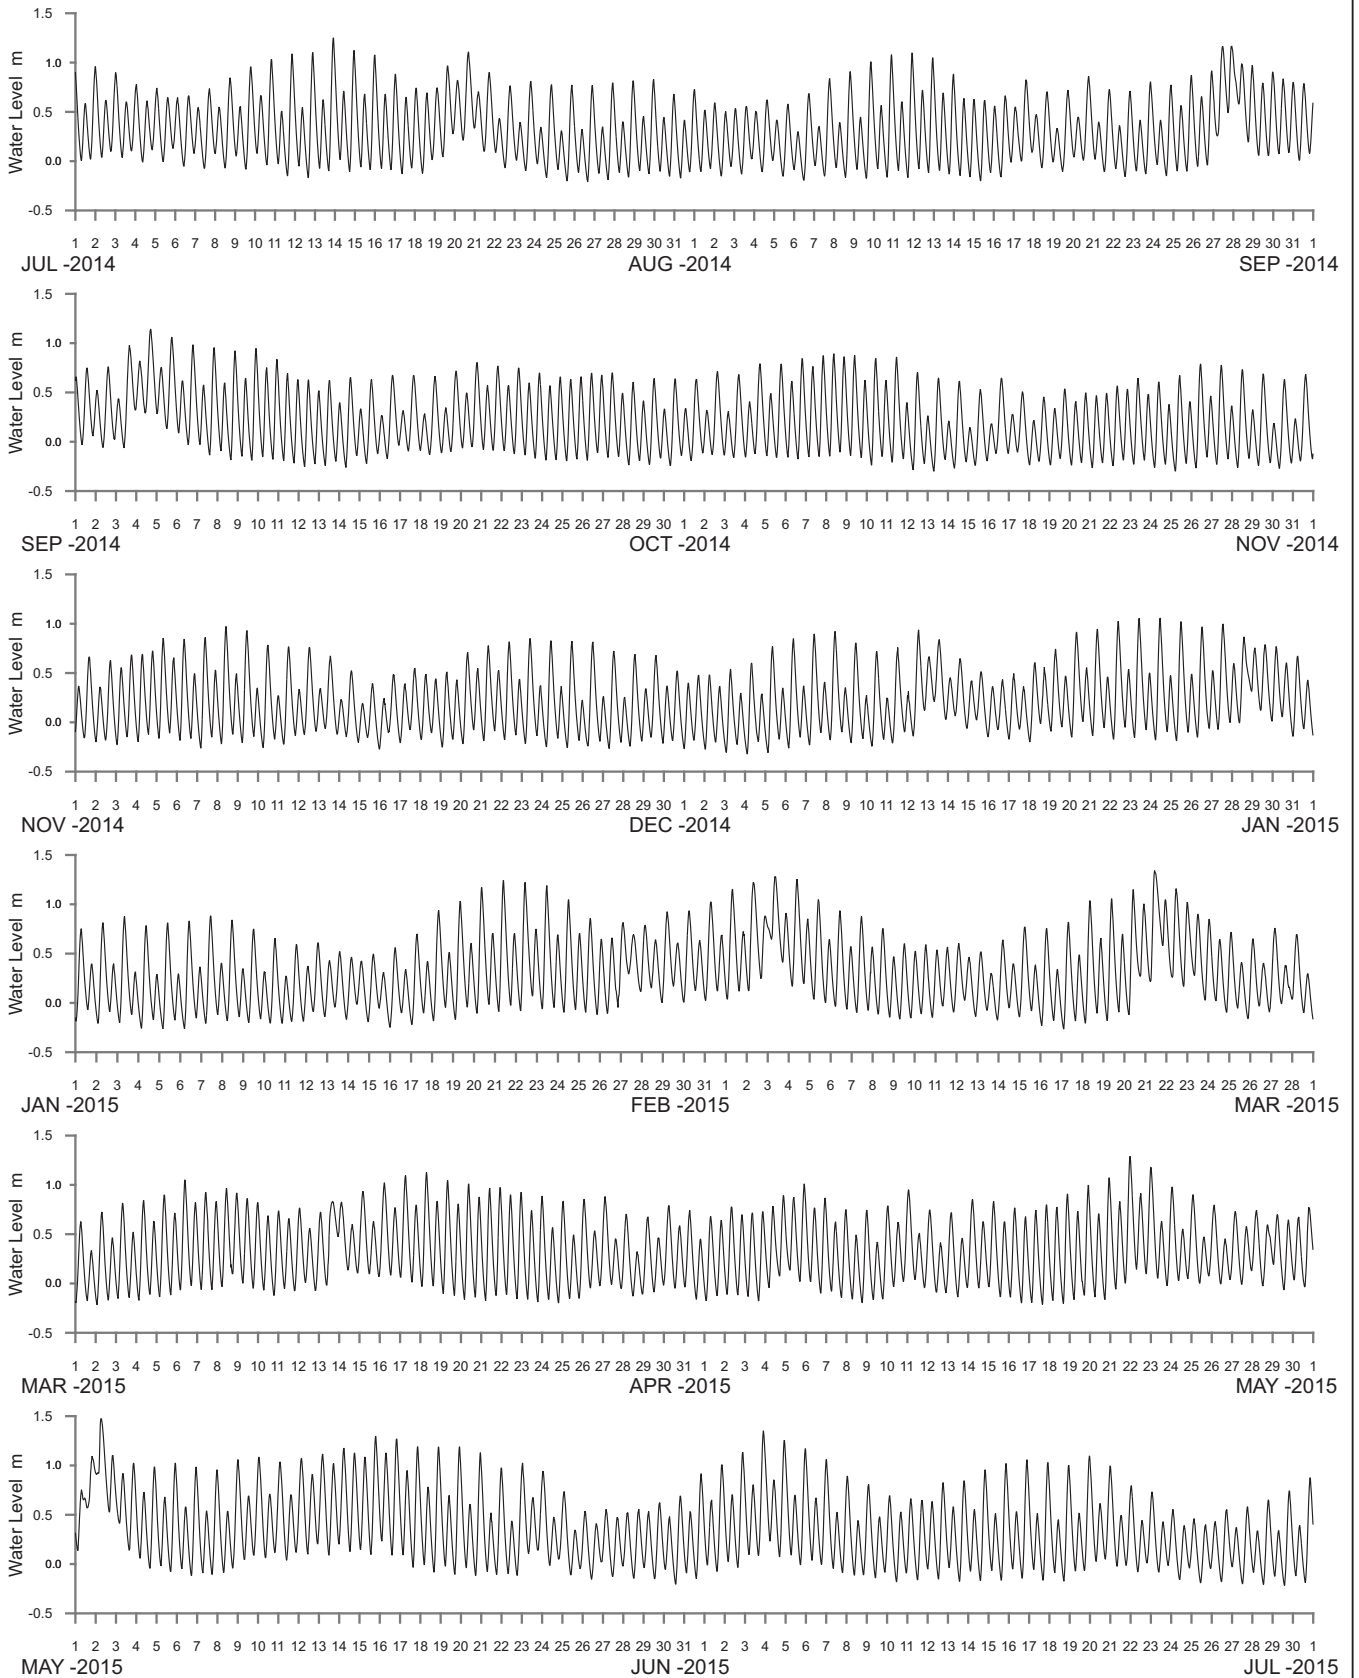 1.5
1.0
0.5
0.0
-0.5
Water Level m
1 2 3 4 5 6 7 8 9 10 11 12 13 14 15 16 17 18 19 20 21 22 23 24 25 26 27 28 29 30 31 1 2 3 4 5 6 7 8 9 10 11 12 13 14 15 16 17 18 19 20 21 22 23 24 25 26 27 28 29 30 31 1
JUL -2014 AUG -2014 SEP -2014
1.5
1.0
0.5
0.0
-0.5
Water Level m
1 2 3 4 5 6 7 8 9 10 11 12 13 14 15 16 17 18 19 20 21 22 23 24 25 26 27 28 29 30 1 2 3 4 5 6 7 8 9 10 11 12 13 14 15 16 17 18 19 20 21 22 23 24 25 26 27 28 29 30 31 1
SEP -2014 OCT -2014 NOV -2014
1.5
1.0
0.5
0.0
-0.5
Water Level m
1 2 3 4 5 6 7 8 9 10 11 12 13 14 15 16 17 18 19 20 21 22 23 24 25 26 27 28 29 30 1 2 3 4 5 6 7 8 9 10 11 12 13 14 15 16 17 18 19 20 21 22 23 24 25 26 27 28 29 30 31 1
NOV -2014 DEC -2014 JAN -2015
1.5
1.0
0.5
0.0
-0.5
Water Level m
1 2 3 4 5 6 7 8 9 10 11 12 13 14 15 16 17 18 19 20 21 22 23 24 25 26 27 28 29 30 31 1 2 3 4 5 6 7 8 9 10 11 12 13 14 15 16 17 18 19 20 21 22 23 24 25 26 27 28 1
JAN -2015 FEB -2015 MAR -2015
1.5
1.0
0.5
0.0
-0.5
Water Level m
1 2 3 4 5 6 7 8 9 10 11 12 13 14 15 16 17 18 19 20 21 22 23 24 25 26 27 28 29 30 31 1 2 3 4 5 6 7 8 9 10 11 12 13 14 15 16 17 18 19 20 21 22 23 24 25 26 27 28 29 30 1
MAR -2015 APR -2015 MAY -2015
1.5
1.0
0.5
0.0
-0.5
Water Level m
1 2 3 4 5 6 7 8 9 10 11 12 13 14 15 16 17 18 19 20 21 22 23 24 25 26 27 28 29 30 31 1 2 3 4 5 6 7 8 9 10 11 12 13 14 15 16 17 18 19 20 21 22 23 24 25 26 27 28 29 30 1
MAY -2015 JUN -2015 JUL -2015